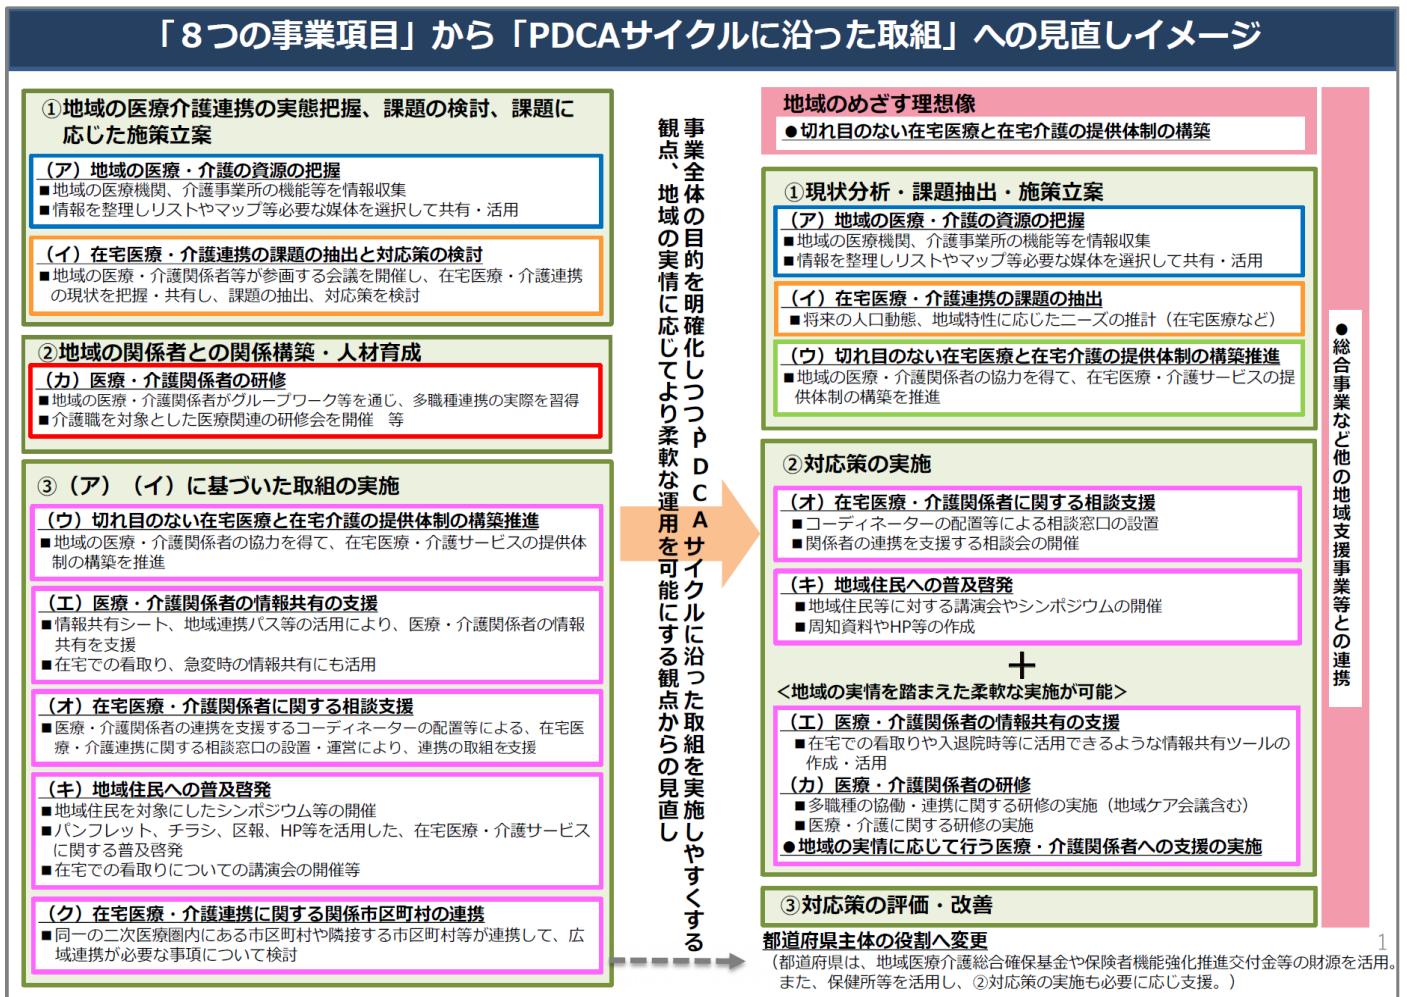 「８つの事業項目」から「PDCAサイクルに沿った取組」への見直しイメージ
①地域の医療介護連携の実態把握、課題の検討、課題に
応じた施策立案
（ア）地域の医療・介護の資源の把握
■地域の医療機関、介護事業所の機能等を情報収集
■情報を整理しリストやマップ等必要な媒体を選択して共有・活用
（イ）在宅医療・介護連携の課題の抽出と対応策の検討
■地域の医療・介護関係者等が参画する会議を開催し、在宅医療・介護連携
の現状を把握・共有し、課題の抽出、対応策を検討
②地域の関係者との関係構築・人材育成
（カ）医療・介護関係者の研修
■地域の医療・介護関係者がグループワーク等を通じ、多職種連携の実際を習得
■介護職を対象とした医療関連の研修会を開催　等
③（ア）（イ）に基づいた取組の実施
（ウ）切れ目のない在宅医療と在宅介護の提供体制の構築推進
■地域の医療・介護関係者の協力を得て、在宅医療・介護サービスの提供体
制の構築を推進
（エ）医療・介護関係者の情報共有の支援
■情報共有シート、地域連携パス等の活用により、医療・介護関係者の情報
共有を支援
■在宅での看取り、急変時の情報共有にも活用
（オ）在宅医療・介護関係者に関する相談支援
■医療・介護関係者の連携を支援するコーディネーターの配置等による、在宅医
療・介護連携に関する相談窓口の設置・運営により、連携の取組を支援
（キ）地域住民への普及啓発
■地域住民を対象にしたシンポジウム等の開催
■パンフレット、チラシ、区報、HP等を活用した、在宅医療・介護サービス
に関する普及啓発
■在宅での看取りについての講演会の開催等
（ク）在宅医療・介護連携に関する関係市区町村の連携
■同一の二次医療圏内にある市区町村や隣接する市区町村等が連携して、広
域連携が必要な事項について検討
事業全体の目的を明確化しつつ、PDCAサイクルに沿った取組を実施しやすくする
観点、地域の実情に応じてより柔軟な運用を可能にする観点からの見直し
地域のめざす理想像
●切れ目のない在宅医療と在宅介護の提供体制の構築
①現状分析・課題抽出・施策立案
（ア）地域の医療・介護の資源の把握
■地域の医療機関、介護事業所の機能等を情報収集
■情報を整理しリストやマップ等必要な媒体を選択して共有・活用
（イ）在宅医療・介護連携の課題の抽出
■将来の人口動態、地域特性に応じたニーズの推計（在宅医療など）
（ウ）切れ目のない在宅医療と在宅介護の提供体制の構築推進
■地域の医療・介護関係者の協力を得て、在宅医療・介護サービスの提
供体制の構築を推進
②対応策の実施
（オ）在宅医療・介護関係者に関する相談支援
■コーディネーターの配置等による相談窓口の設置
■関係者の連携を支援する相談会の開催
（キ）地域住民への普及啓発
■地域住民等に対する講演会やシンポジウムの開催
■周知資料やHP等の作成
＋
＜地域の実情を踏まえた柔軟な実施が可能＞
（エ）医療・介護関係者の情報共有の支援
■在宅での看取りや入退院時等に活用できるような情報共有ツールの
作成・活用
（カ）医療・介護関係者の研修
■多職種の協働・連携に関する研修の実施（地域ケア会議含む）
■医療・介護に関する研修の実施
●地域の実情に応じて行う医療・介護関係者への支援の実施
③対応策の評価・改善
●総合事業など他の地域支援事業等との連携
都道府県主体の役割へ変更
（都道府県は、地域医療介護総合確保基金や保険者機能強化推進交付金等の財源を活用。
また、保健所等を活用し、②対応策の実施も必要に応じ支援。）
1